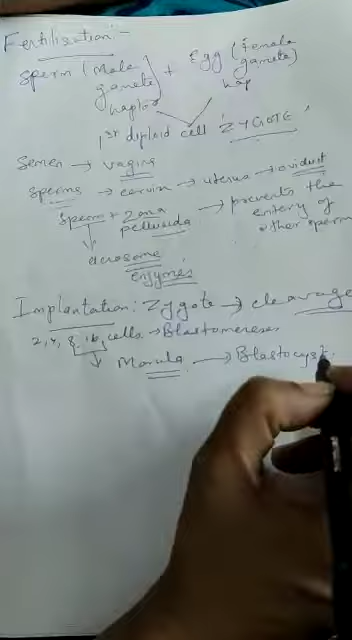 Fertilization:-
Sperm (Male gamete) + Egg (Female gamete)
haploid hap
1st diploid cell 'ZYGOTE'
Semen → vagina
Sperms → cervix → uterus → oviduct
Sperm + Zona pellucida → prevents the entery of other sperm
acrosome
enzymes
Implantation: Zygote → cleavage
2, 4, 8, 16, cells → Blastomeres
Morula → Blastocyst